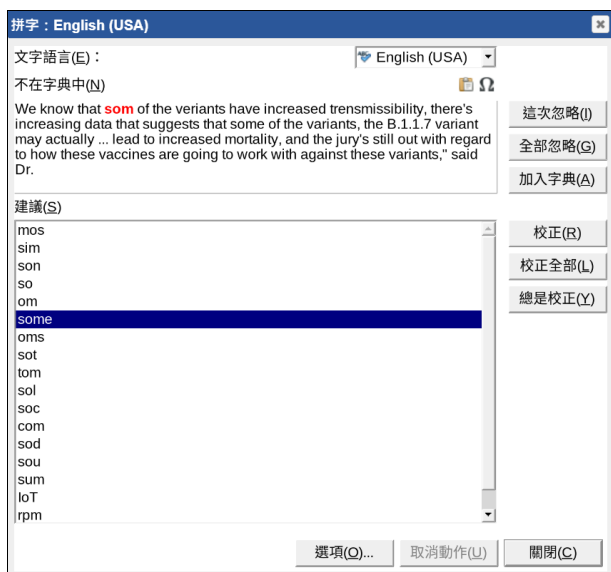 拼字：English (USA)
文字語言(E)：
English (USA)
不在字典中(N)
We know that som of the veriants have increased trensmissibility, there's
increasing data that suggests that some of the variants, the B.1.1.7 variant
may actually ... lead to increased mortality, and the jury's still out with regard
to how these vaccines are going to work with against these variants," said
Dr.
這次忽略(I)
全部忽略(G)
加入字典(A)
建議(S)
mos
sim
son
so
om
some
oms
sot
tom
sol
soc
com
sod
sou
sum
IoT
rpm
校正(R)
校正全部(L)
總是校正(Y)
選項(O)...
取消動作(U)
關閉(C)